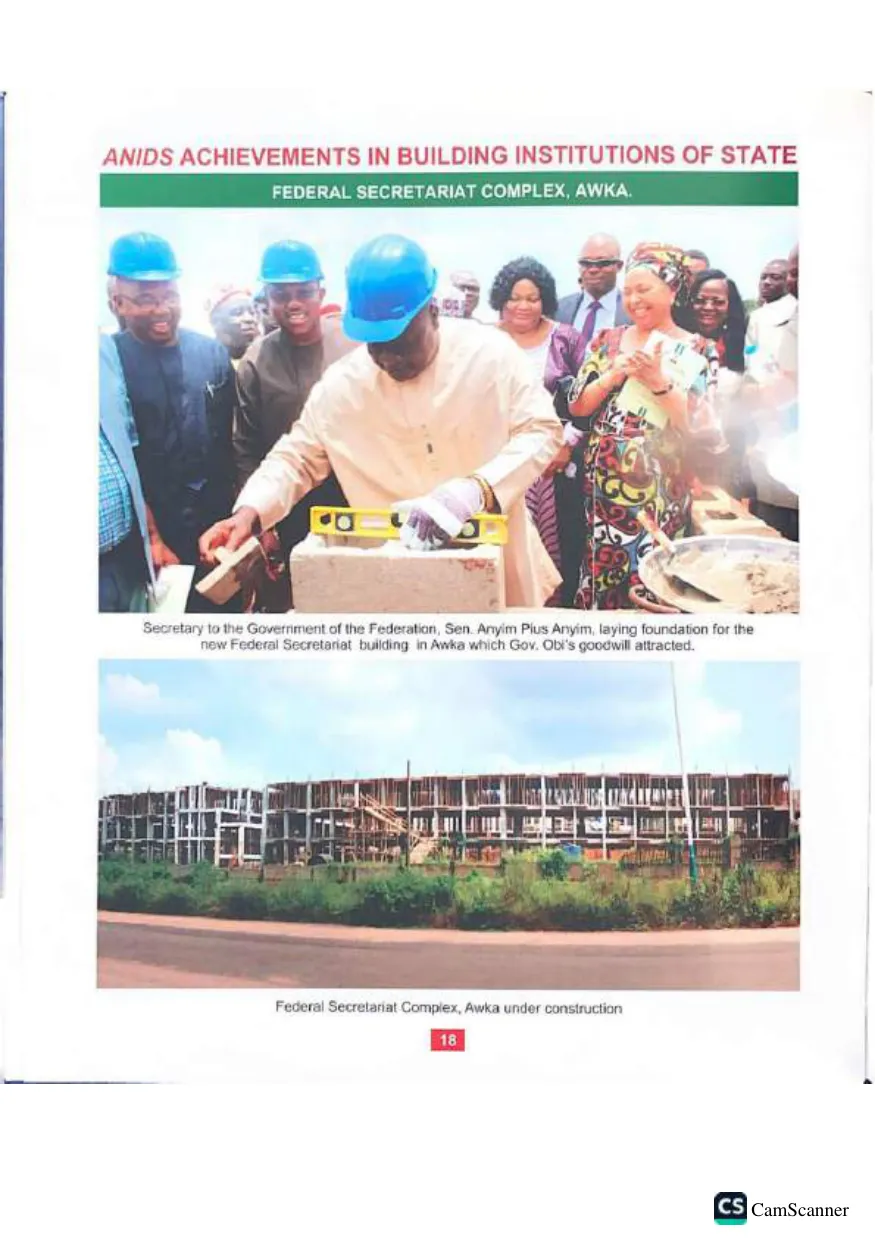 ANIDS ACHIEVEMENTS IN BUILDING INSTITUTIONS OF STATE
FEDERAL SECRETARIAT COMPLEX, AWKA.
Secretary to the Government of the Federation, Sen. Anyim Pius Anyim, laying foundation for the
new Federal Secretariat building in Awka which Gov. Obi's goodwill attracted.
Federal Secretariat Complex, Awka under construction
18
CS CamScanner